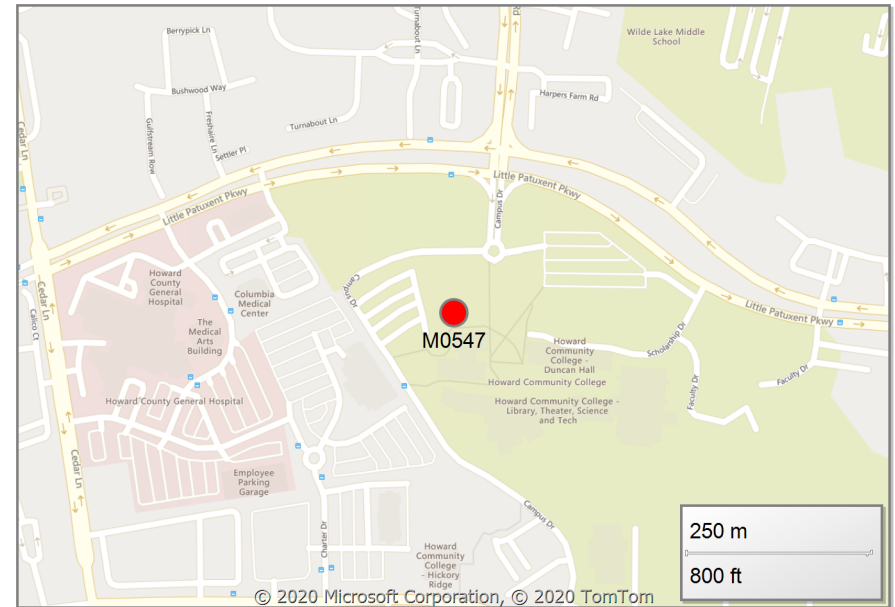 Berrypick Ln
Turnabout Ln
Rd
Wilde Lake Middle
School
Bushwood Way
Harpers Farm Rd
Cedar Ln
Gulfstream Row
Freshaire Ln
Turnabout Ln
Settler Pl
Little Patuxent Pkwy
Little Patuxent Pkwy
Campus Dr
Howard
County
General
Hospital
Columbia
Medical
Center
Campus Dr
Cedar Ln
Calico Ct
The
Medical
Arts
Building
M0547
Little Patuxent Pkwy
Scholarship Dr
Howard
Community
College -
Duncan Hall
Howard Community College
Faculty Dr
Faculty Dr
Howard County General Hospital
Howard Community College -
Library, Theater, Science
and Tech
Cedar Ln
Employee
Parking
Garage
Campus Dr
Charter Dr
Howard
Community
College
- Hickory
Ridge
250 m
800 ft
© 2020 Microsoft Corporation, © 2020 TomTom